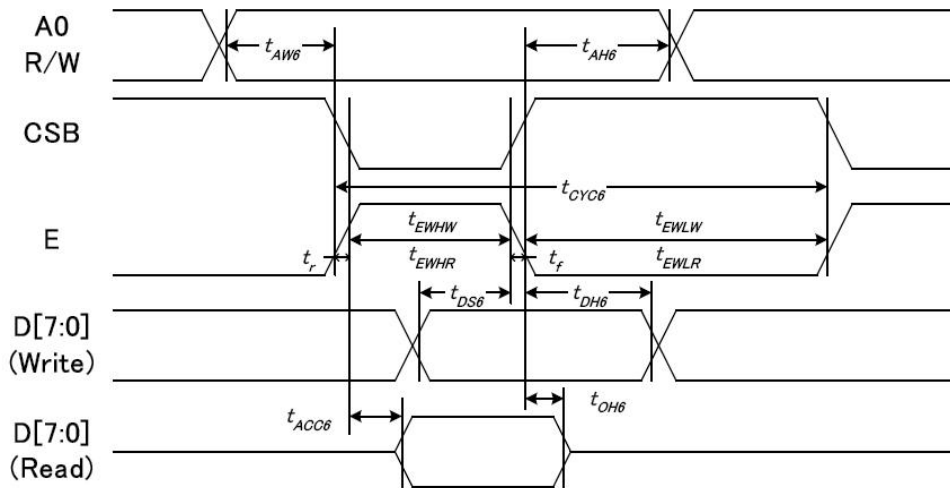 A0
R/W
t_AW6
t_AH6
CSB
t_CYC6
E
t_EWHW
t_EWLW
t_r
t_EWHR
t_f
t_EWLR
t_DS6
t_DH6
D[7:0]
(Write)
t_ACC6
t_OH6
D[7:0]
(Read)